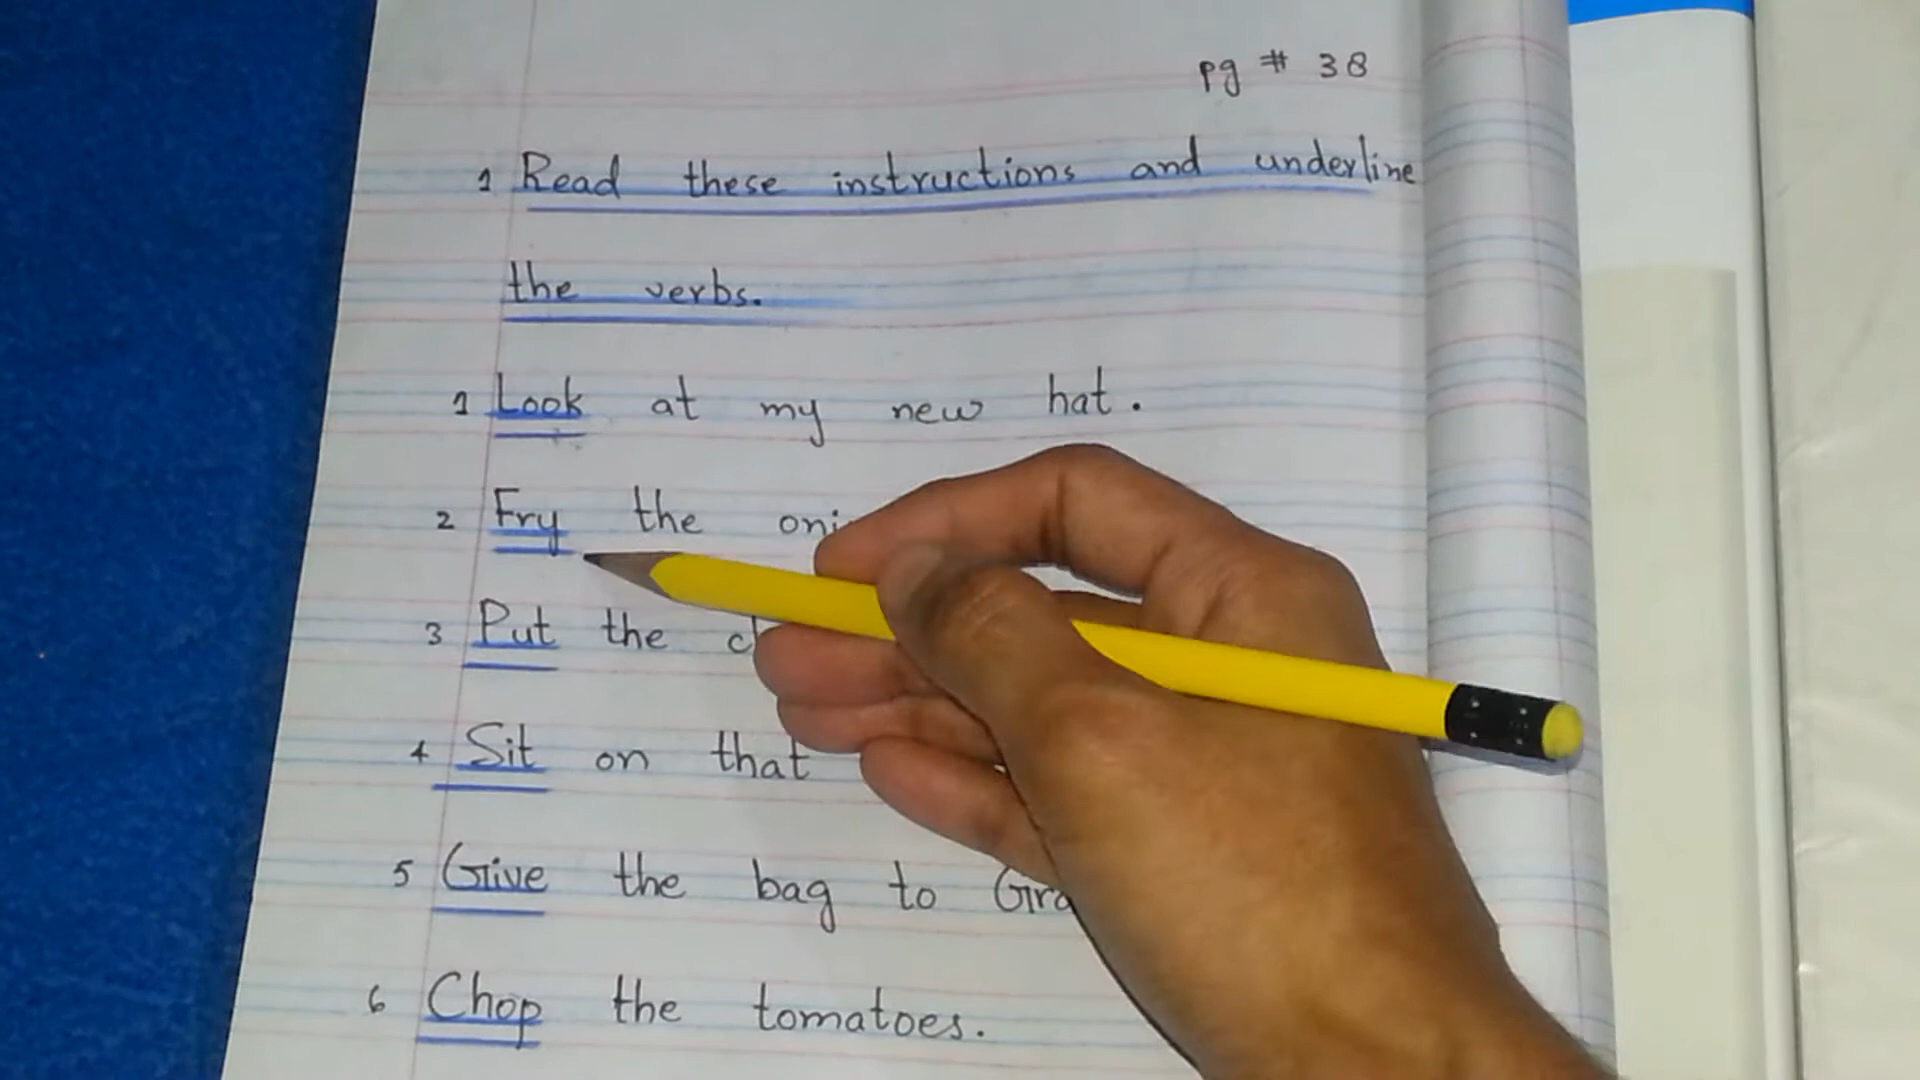 pg # 38
1 Read these instructions and underline
the verbs.
1 Look at my new hat.
2 Fry the
3 Put the
4 Sit on that
5 Give the bag to
6 Chop the tomatoes.